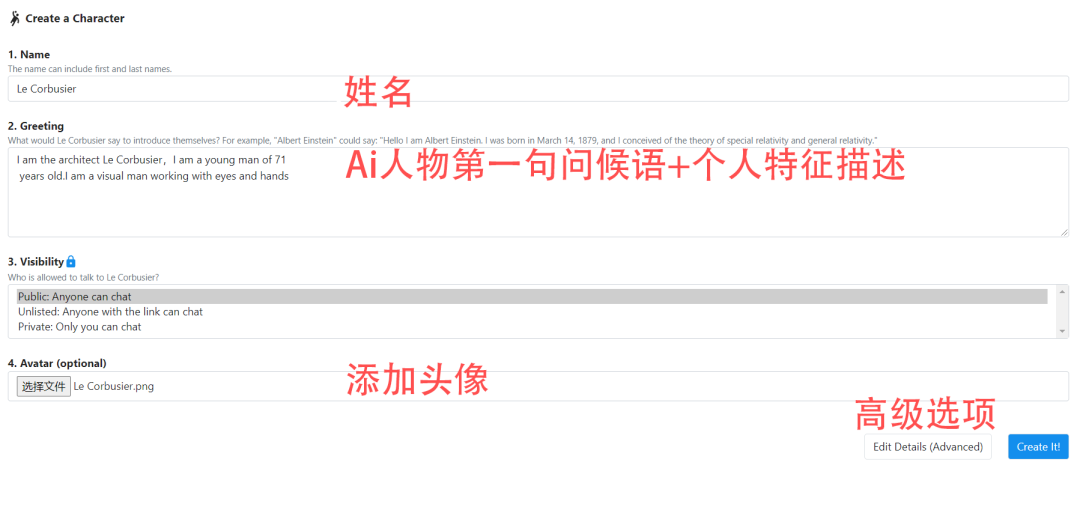 Create a Character
1. Name
The name can include first and last names.
Le Corbusier
姓名
2. Greeting
What would Le Corbusier say to introduce themselves? For example, "Albert Einstein" could say: "Hello I am Albert Einstein. I was born in March 14, 1879, and I conceived of the theory of special relativity and general relativity."
I am the architect Le Corbusier，I am a young man of 71
years old.I am a visual man working with eyes and hands
Ai人物第一句问候语+个人特征描述
3. Visibility
Who is allowed to talk to Le Corbusier?
Public: Anyone can chat
Unlisted: Anyone with the link can chat
Private: Only you can chat
4. Avatar (optional)
选择文件 Le Corbusier.png
添加头像
高级选项
Edit Details (Advanced) Create It!